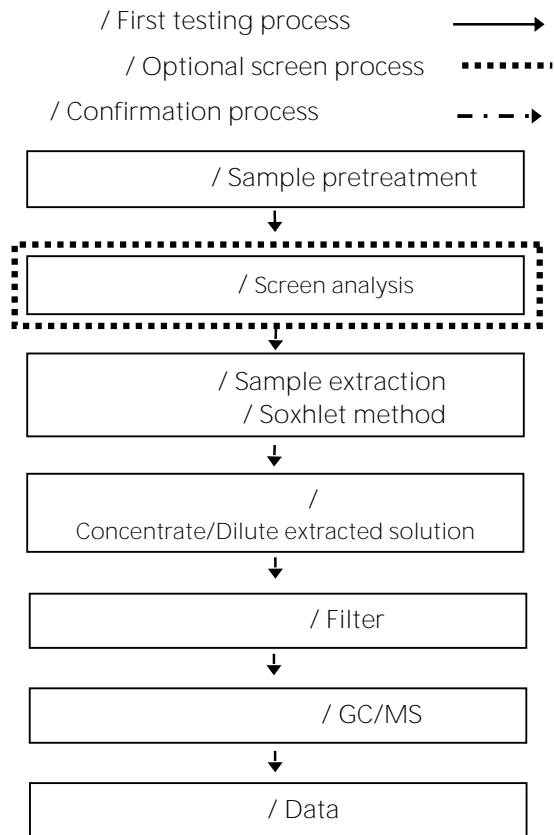 / First testing process
/ Optional screen process
/ Confirmation process
/ Sample pretreatment
/ Screen analysis
/ Sample extraction
/ Soxhlet method
/
Concentrate/Dilute extracted solution
/ Filter
/ GC/MS
/ Data